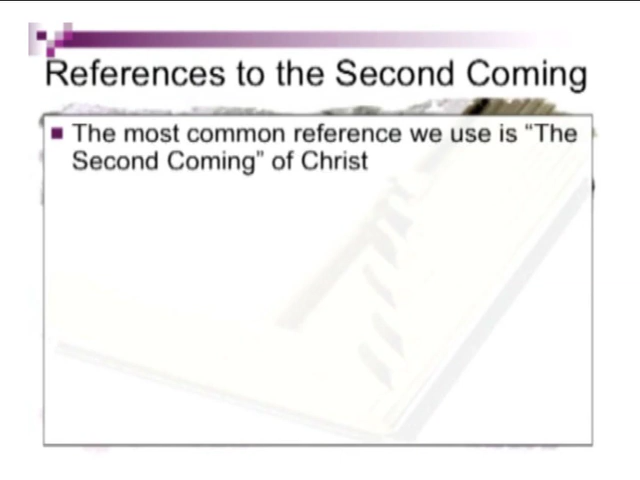 References to the Second Coming
The most common reference we use is “The
Second Coming” of Christ